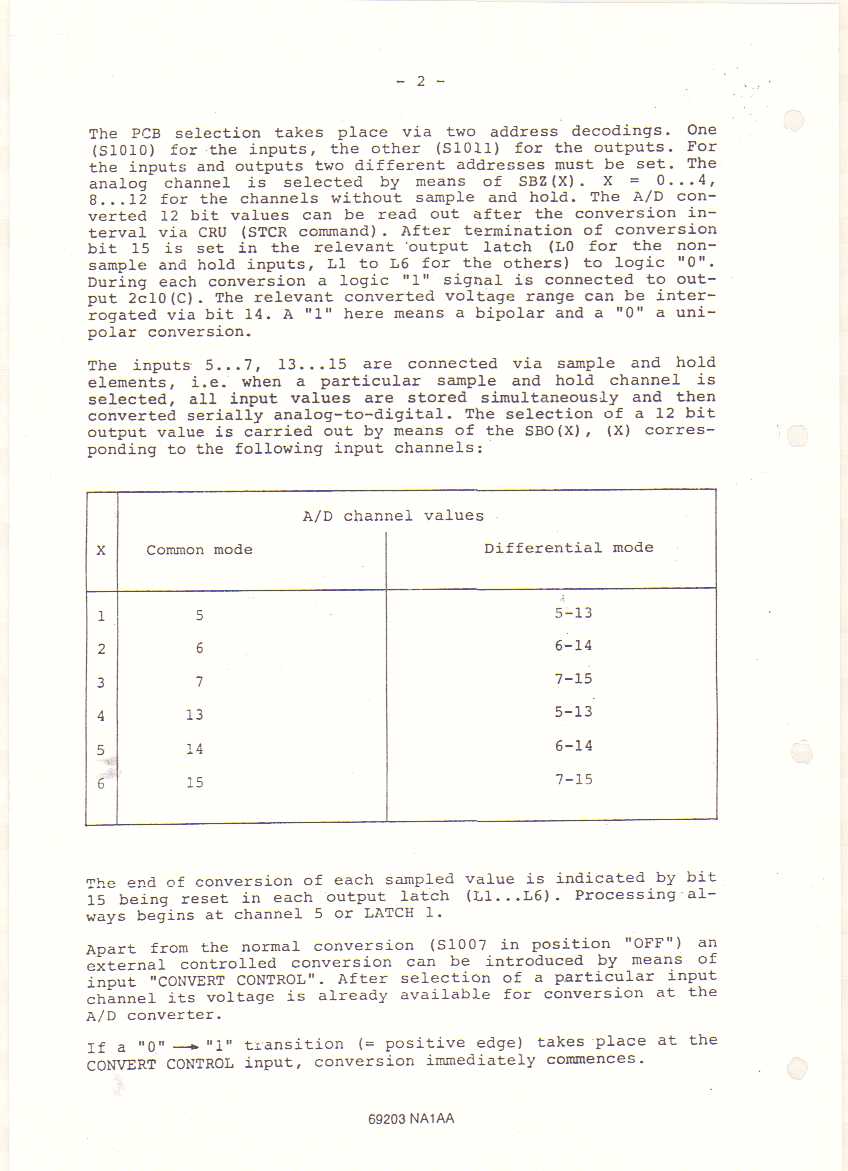 - 2 -
The PCB selection takes place via two address decodings. One
(S1010) for the inputs, the other (S1011) for the outputs. For
the inputs and outputs two different addresses must be set. The
analog channel is selected by means of SBZ(X). X = 0...4,
8...12 for the channels without sample and hold. The A/D con-
verted 12 bit values can be read out after the conversion in-
terval via CRU (STCR command). After termination of conversion
bit 15 is set in the relevant output latch (L0 for the non-
sample and hold inputs, L1 to L6 for the others) to logic "0".
During each conversion a logic "1" signal is connected to out-
put 2c10(C). The relevant converted voltage range can be inter-
rogated via bit 14. A "1" here means a bipolar and a "0" a uni-
polar conversion.
The inputs 5...7, 13...15 are connected via sample and hold
elements, i.e. when a particular sample and hold channel is
selected, all input values are stored simultaneously and then
converted serially analog-to-digital. The selection of a 12 bit
output value is carried out by means of the SBO(X), (X) corres-
ponding to the following input channels:
A/D channel values
X Common mode Differential mode
1 5 5-13
2 6 6-14
3 7 7-15
4 13 5-13
5 14 6-14
6 15 7-15
The end of conversion of each sampled value is indicated by bit
15 being reset in each output latch (L1...L6). Processing al-
ways begins at channel 5 or LATCH 1.
Apart from the normal conversion (S1007 in position "OFF") an
external controlled conversion can be introduced by means of
input "CONVERT CONTROL". After selection of a particular input
channel its voltage is already available for conversion at the
A/D converter.
If a "0" → "1" transition (= positive edge) takes place at the
CONVERT CONTROL input, conversion immediately commences.
69203 NA1AA